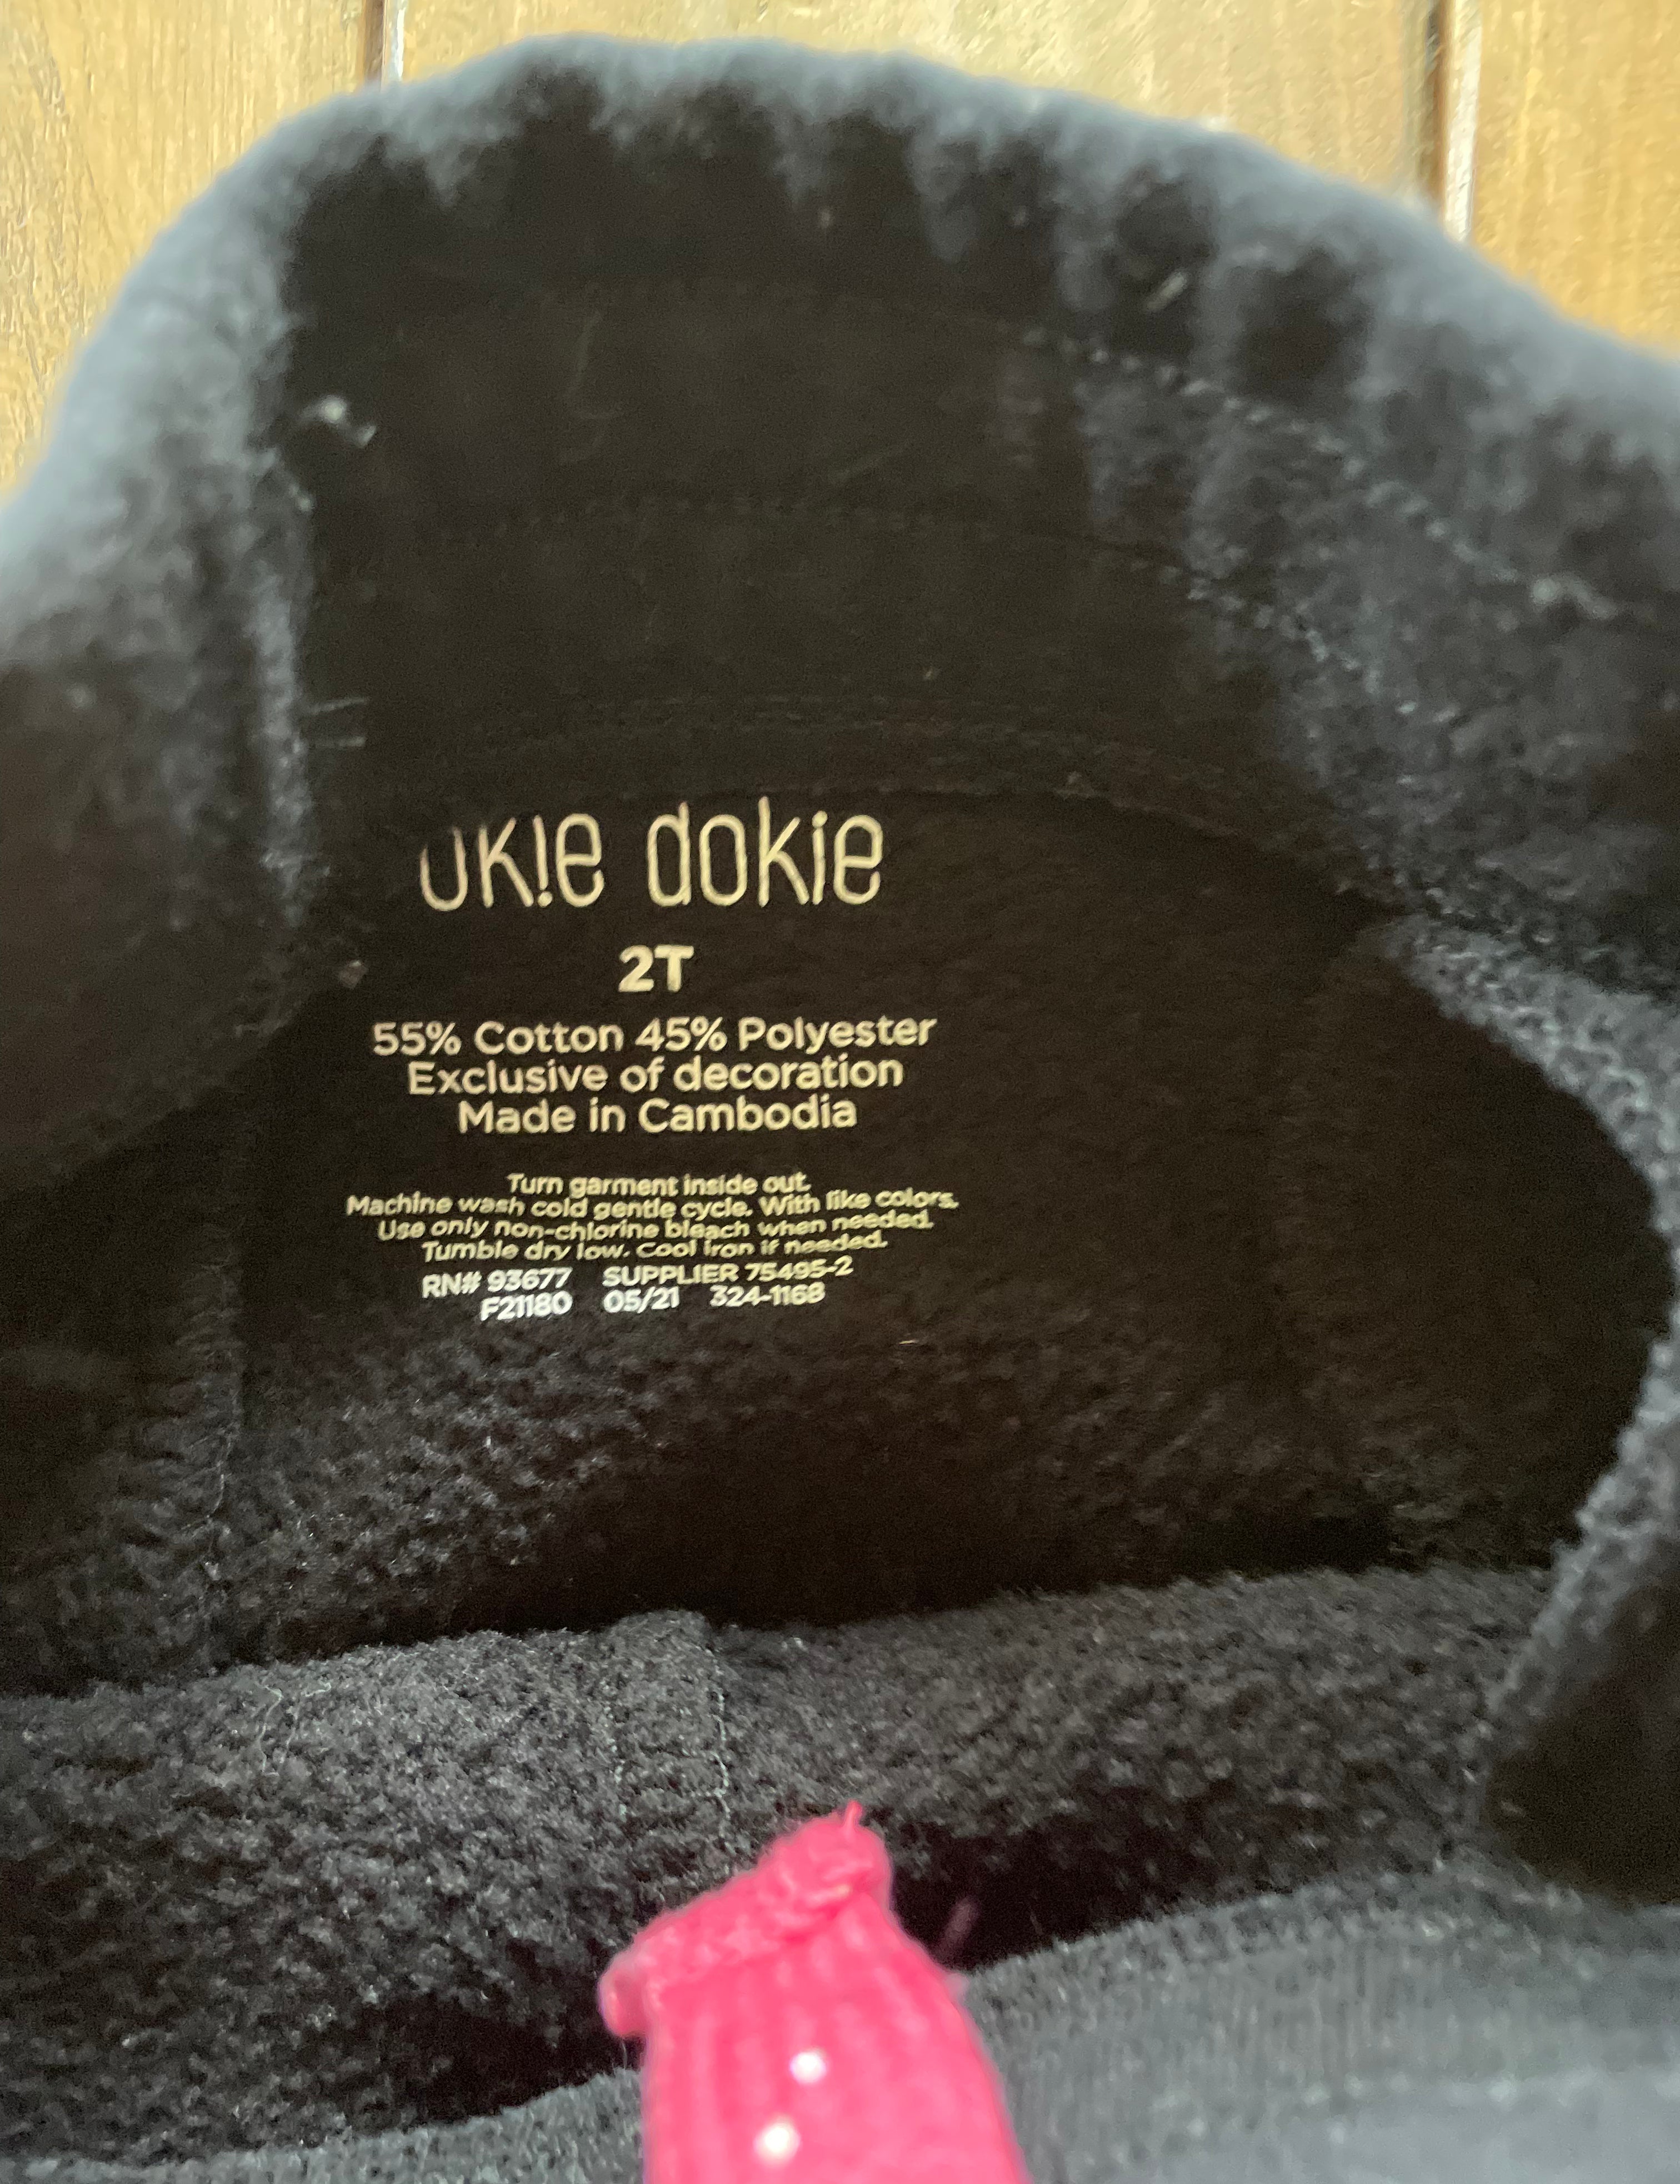 okie dokie
2T
55% Cotton 45% Polyester
Exclusive of decoration
Made in Cambodia
Turn garment inside out.
Machine wash cold gentle cycle. With like colors.
Use only non-chlorine bleach when needed.
Tumble dry low. Cool iron if needed.
RN# 93677 SUPPLIER 75495-2
F21180 05/21 324-1168